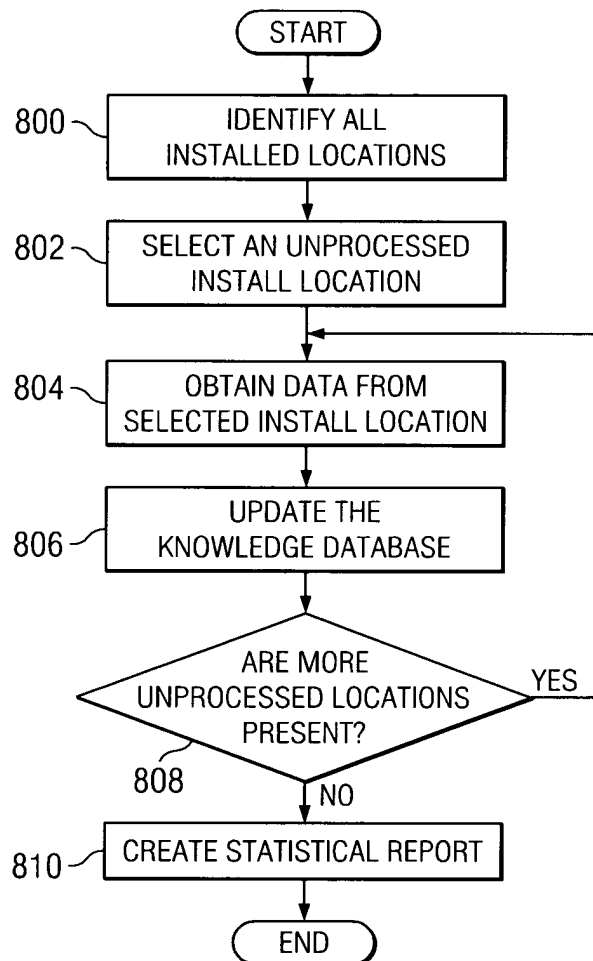 START
800
IDENTIFY ALL
INSTALLED LOCATIONS
802
SELECT AN UNPROCESSED
INSTALL LOCATION
804
OBTAIN DATA FROM
SELECTED INSTALL LOCATION
806
UPDATE THE
KNOWLEDGE DATABASE
ARE MORE
UNPROCESSED LOCATIONS
PRESENT?
YES
808
NO
810
CREATE STATISTICAL REPORT
END